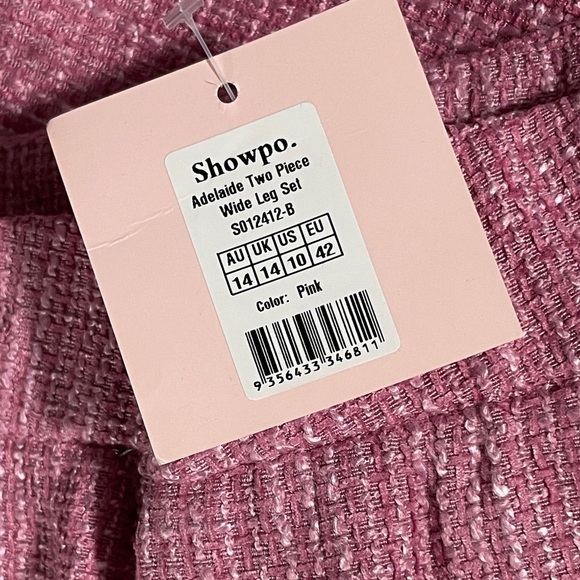 Showpo.
Adelaide Two Piece
Wide Leg Set
S012412-B
AU UK US EU
14 14 10 42
Color: Pink
9 356433 346811